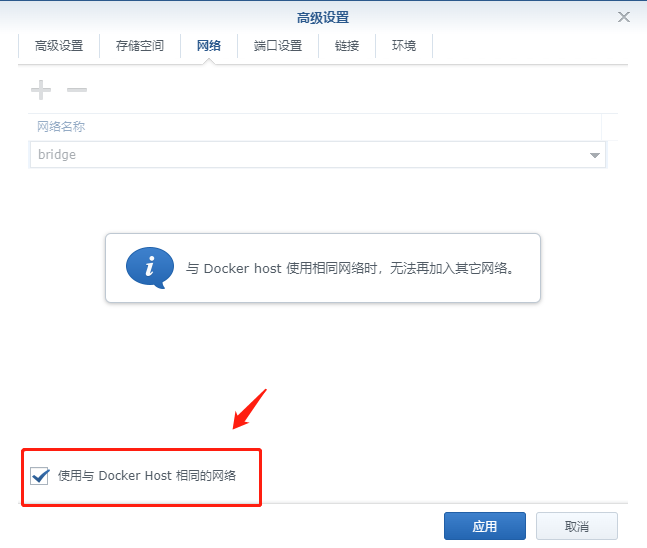 高级设置
高级设置 存储空间 网络 端口设置 链接 环境
网络名称
bridge
与 Docker host 使用相同网络时，无法再加入其它网络。
使用与 Docker Host 相同的网络
应用 取消